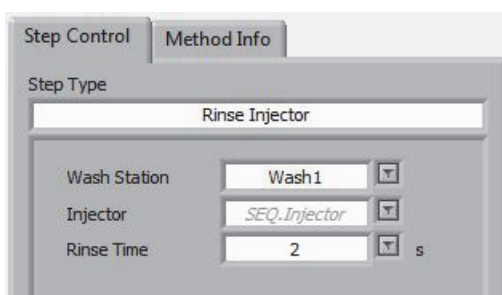 Step Control Method Info
Step Type
Rinse Injector
Wash Station Wash1
Injector SEQ.Injector
Rinse Time 2 s